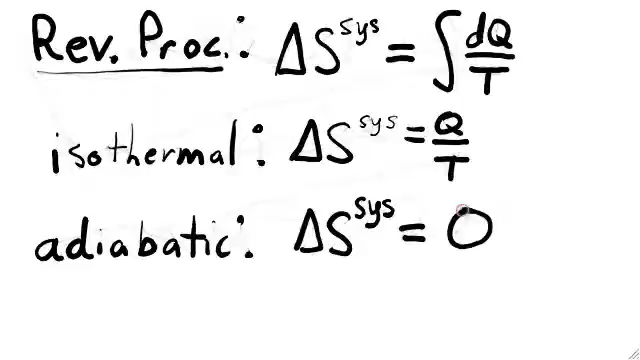 Rev. Proc.: ΔS^sys = ∫ dQ/T
isothermal: ΔS^sys = Q/T
adiabatic: ΔS^sys = 0